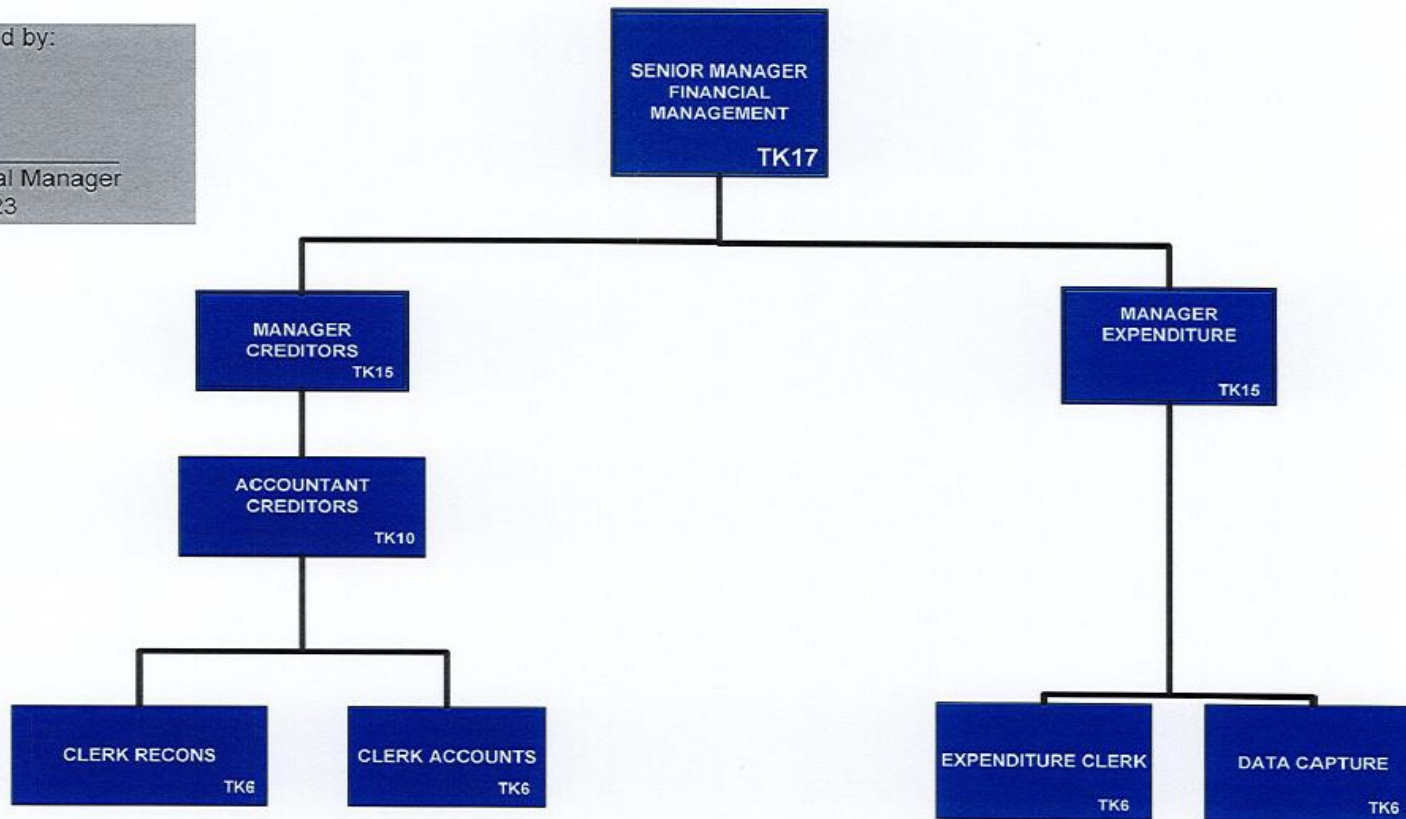 d by:
al Manager
23
SENIOR MANAGER
FINANCIAL
MANAGEMENT
TK17
MANAGER
CREDITORS
TK15
MANAGER
EXPENDITURE
TK15
ACCOUNTANT
CREDITORS
TK10
CLERK RECONS
TK6
CLERK ACCOUNTS
TK6
EXPENDITURE CLERK
TK6
DATA CAPTURE
TK6